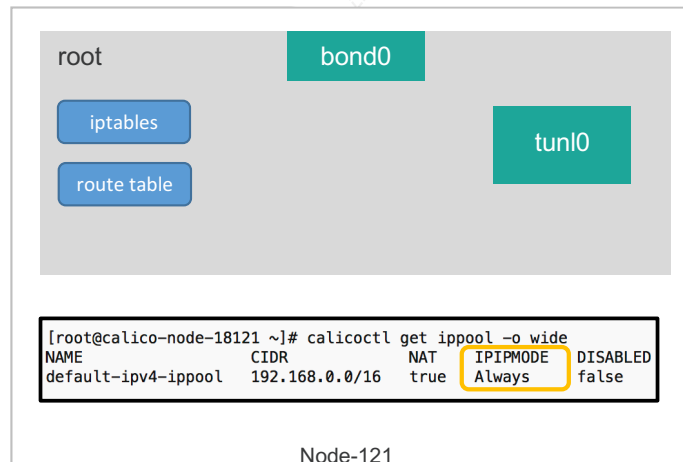 root
bond0
iptables
tunl0
route table
[root@calico-node-18121 ~]# calicoctl get ippool -o wide
NAME CIDR NAT IPIPMODE DISABLED
default-ipv4-ippool 192.168.0.0/16 true Always false
Node-121